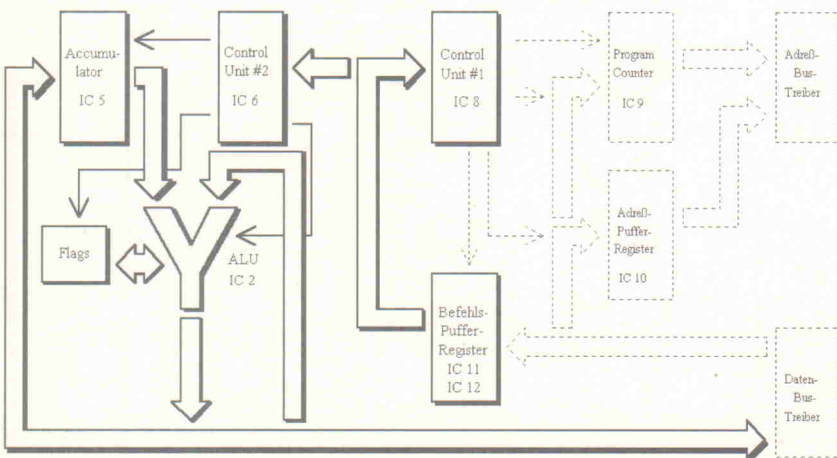 Accumu-
lator
IC 5
Control
Unit #2
IC 6
Control
Unit #1
IC 8
Program
Counter
IC 9
Adreß-
Bus-
Treiber
Flags
ALU
IC 2
Adreß-
Puffer-
Register
IC 10
Befehls-
Puffer-
Register
IC 11
IC 12
Daten-
Bus-
Treiber